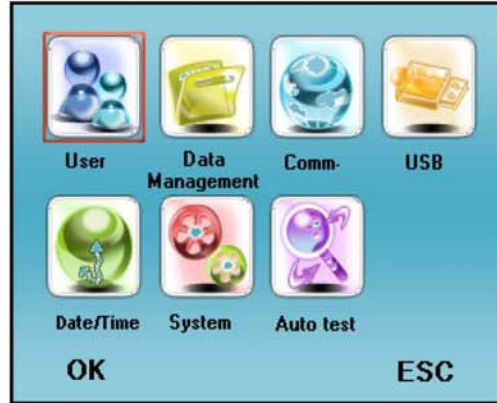 User
Data
Management
Comm-
USB
Date/Time
System
Auto test
OK
ESC